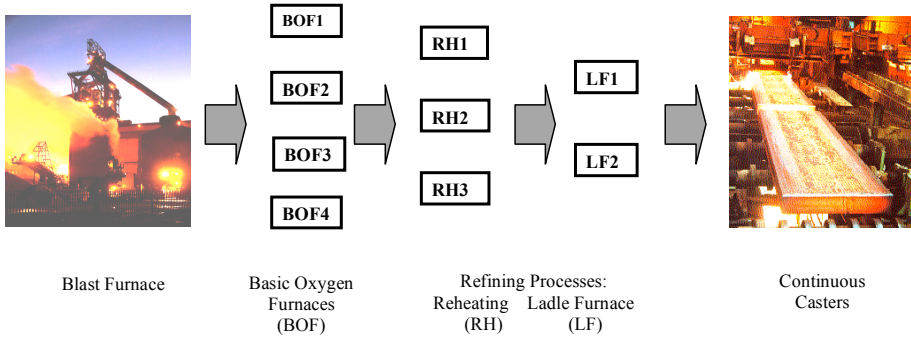 BOF1
BOF2
BOF3
BOF4
RH1
RH2
RH3
LF1
LF2
Blast Furnace
Basic Oxygen
Furnaces
(BOF)
Refining Processes:
Reheating Ladle Furnace
(RH) (LF)
Continuous
Casters